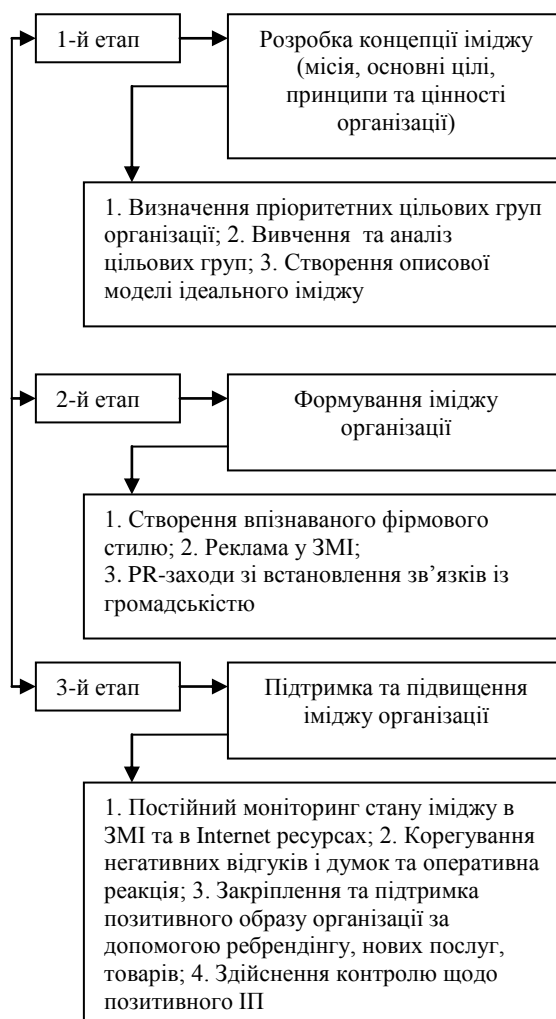 1-й етап
Розробка концепції іміджу
(місія, основні цілі,
принципи та цінності
організації)
1. Визначення пріоритетних цільових груп
організації; 2. Вивчення та аналіз
цільових груп; 3. Створення описової
моделі ідеального іміджу
2-й етап
Формування іміджу
організації
1. Створення впізнаваного фірмового
стилю; 2. Реклама у ЗМІ;
3. PR-заходи зі встановлення зв’язків із
громадськістю
3-й етап
Підтримка та підвищення
іміджу організації
1. Постійний моніторинг стану іміджу в
ЗМІ та в Internet ресурсах; 2. Корегування
негативних відгуків і думок та оперативна
реакція; 3. Закріплення та підтримка
позитивного образу організації за
допомогою ребрендінгу, нових послуг,
товарів; 4. Здійснення контролю щодо
позитивного ІП